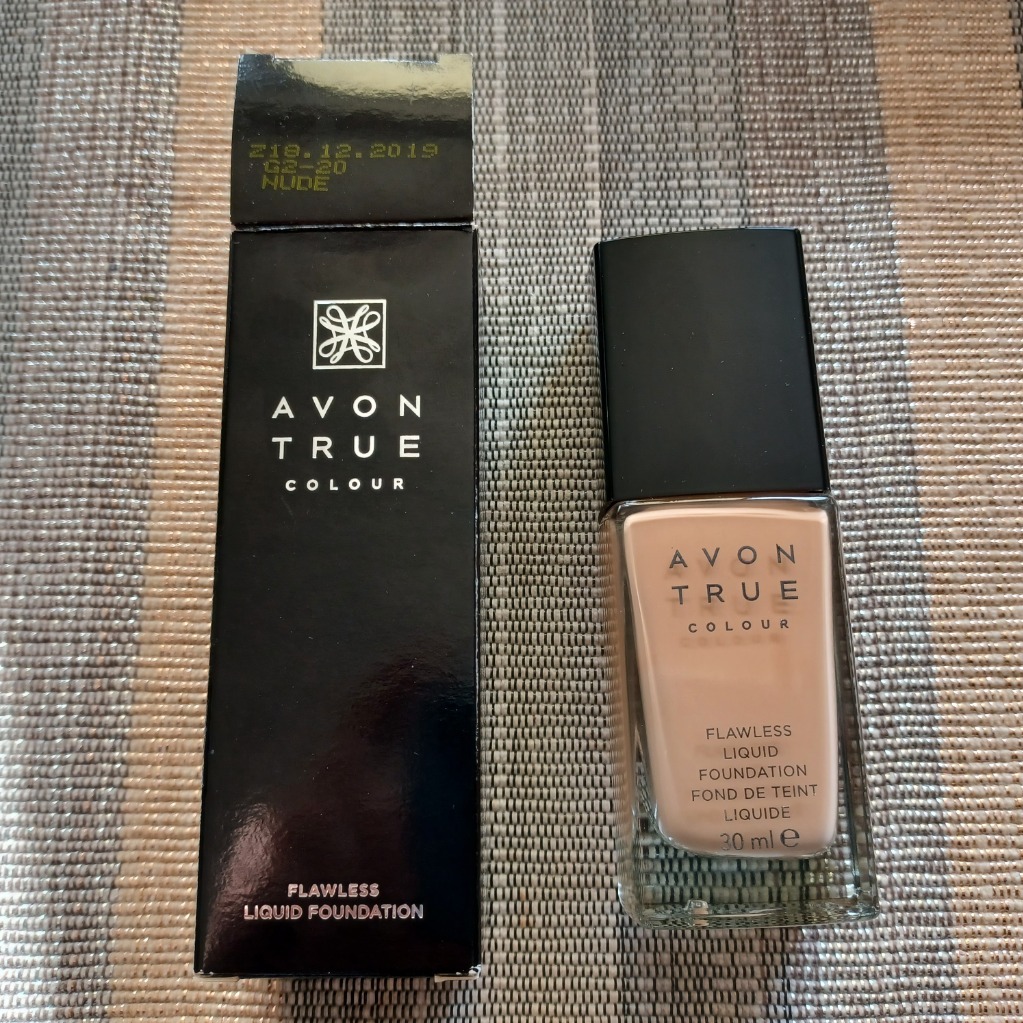 Z18.12.2019
G2-20
NUDE
AVON
TRUE
COLOUR
FLAWLESS
LIQUID FOUNDATION
AVON
TRUE
COLOUR
FLAWLESS
LIQUID
FOUNDATION
FOND DE TEINT
LIQUIDE
30 ml e